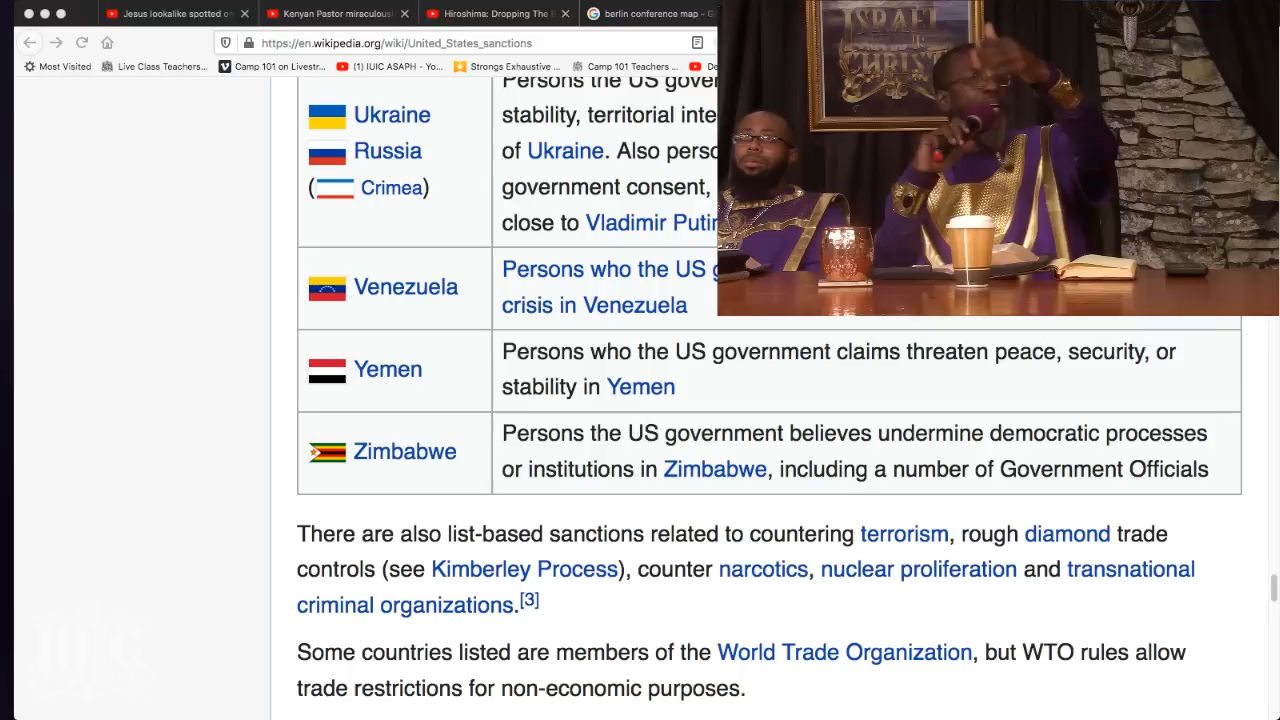 Jesus lookalike spotted on
Kenyan Pastor miraculousl
Hiroshima: Dropping The B
berlin conference map - G
https://en.wikipedia.org/wiki/United_States_sanctions
Most Visited
Live Class Teachers...
Camp 101 on Livestr...
(1) IUIC ASAPH - Yo...
Strongs Exhaustive ...
Camp 101 Teachers ...
De
ISRAEL
CHRIST
Persons the US gover
Ukraine
stability, territorial inte
Russia
of Ukraine. Also perso
(Crimea)
government consent,
close to Vladimir Putin
Persons who the US g
Venezuela
crisis in Venezuela
Persons who the US government claims threaten peace, security, or
Yemen
stability in Yemen
Persons the US government believes undermine democratic processes
Zimbabwe
or institutions in Zimbabwe, including a number of Government Officials
There are also list-based sanctions related to countering terrorism, rough diamond trade
controls (see Kimberley Process), counter narcotics, nuclear proliferation and transnational
criminal organizations.[3]
Some countries listed are members of the World Trade Organization, but WTO rules allow
trade restrictions for non-economic purposes.
IUIC